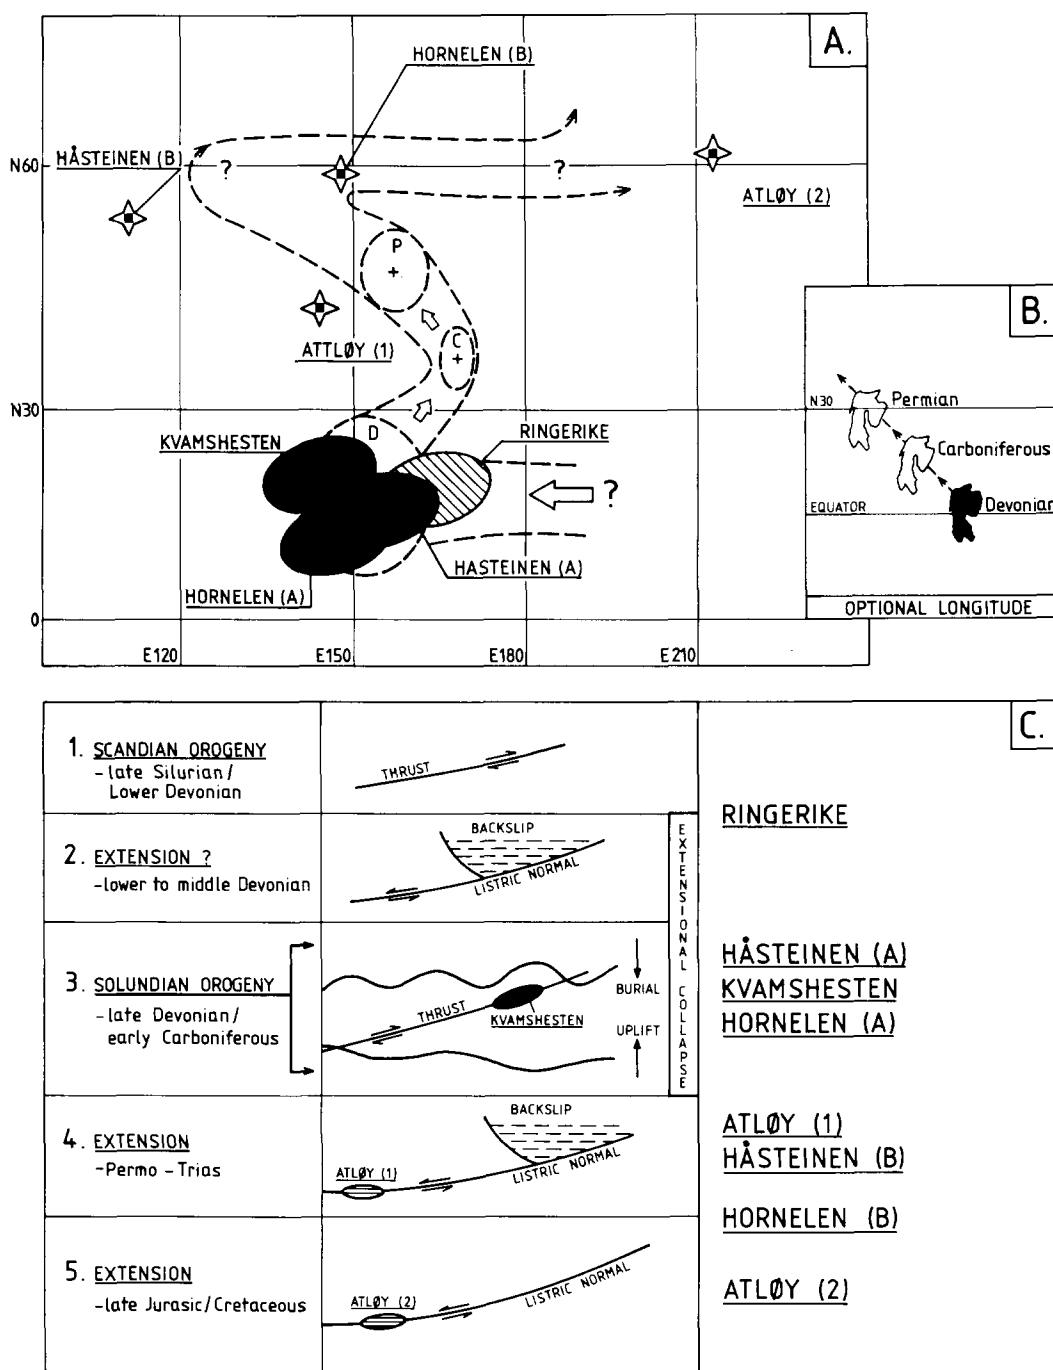 A.
HORNELEN (B)
HÅSTEINEN (B)
N60
?
?
ATLØY (2)
P
ATTLØY (1)
C
N30
KVAMSHESTEN
D
RINGERIKE
?
HASTEINEN (A)
HORNELEN (A)
0
E120
E150
E180
E210
B.
N30
Permian
Carboniferous
EQUATOR
Devonian
OPTIONAL LONGITUDE
C.
1. SCANDIAN OROGENY
- late Silurian /
Lower Devonian
THRUST
RINGERIKE
2. EXTENSION ?
- lower to middle Devonian
BACKSLIP
LISTRIC NORMAL
EXTENSIONAL COLLAPSE
3. SOLUNDIAN OROGENY
- late Devonian /
early Carboniferous
THRUST
KVAMSHESTEN
BURIAL
UPLIFT
HÅSTEINEN (A)
KVAMSHESTEN
HORNELEN (A)
4. EXTENSION
- Permo - Trias
BACKSLIP
ATLØY (1)
LISTRIC NORMAL
ATLØY (1)
HÅSTEINEN (B)
HORNELEN (B)
5. EXTENSION
- late Jurasic / Cretaceous
ATLØY (2)
LISTRIC NORMAL
ATLØY (2)